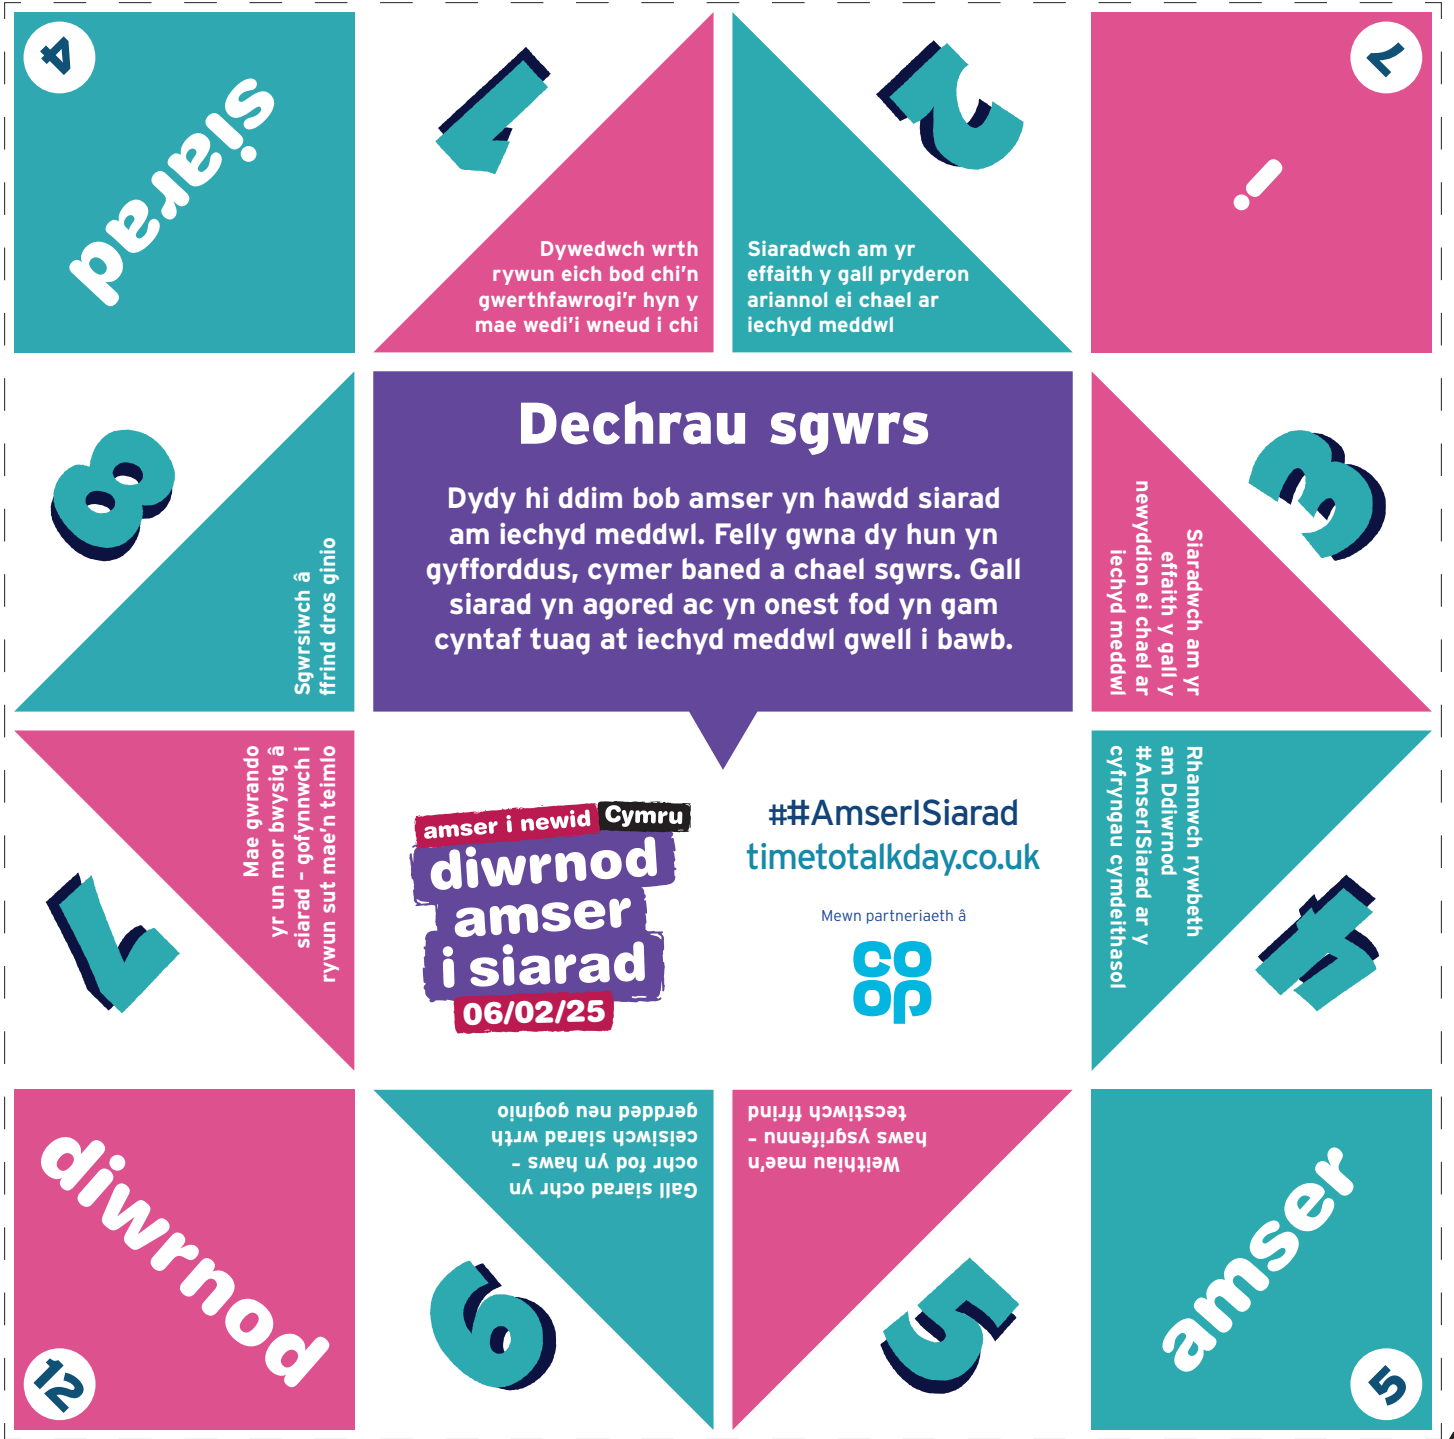 4
siarad
1
Dywedwch wrth
rywun eich bod chi'n
gwerthfawrogi'r hyn y
mae wedi'i wneud i chi
2
Siaradwch am yr
effaith y gall pryderon
ariannol ei chael ar
iechyd meddwl
7
i
8
Sgwrsiwch â
ffrind dros ginio
Dechrau sgwrs
Dydy hi ddim bob amser yn hawdd siarad
am iechyd meddwl. Felly gwna dy hun yn
gyfforddus, cymer baned a chael sgwrs. Gall
siarad yn agored ac yn onest fod yn gam
cyntaf tuag at iechyd meddwl gwell i bawb.
3
Siaradwch am yr
effaith y gall y
newyddion ei chael ar
iechyd meddwl
7
Mae gwrando
yr un mor bwysig â
siarad – gofynnwch i
rywun sut mae'n teimlo
amser i newid Cymru
diwrnod
amser
i siarad
06/02/25
##AmserISiarad
timetotalkday.co.uk
Mewn partneriaeth â
co
op
4
Rhannwch rywbeth
am Ddiwrnod
#AmserISiarad ar y
cyfryngau cymdeithasol
diwrnod
12
6
Gall siarad ochr yn
ochr fod yn haws –
ceisiwch siarad wrth
gerdded neu goginio
5
Weithiau mae'n
haws ysgrifennu –
tecstiwch ffrind
amser
5